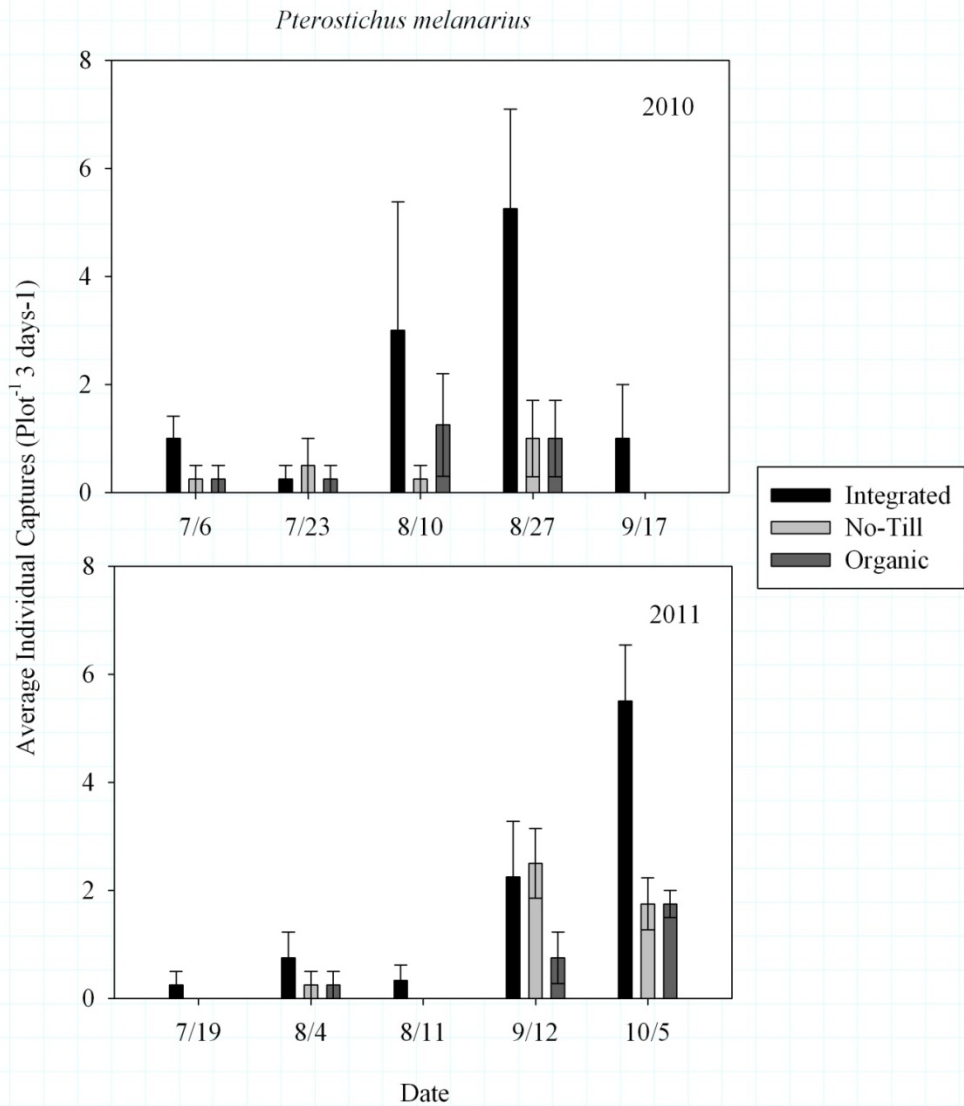 Pterostichus melanarius
Average Individual Captures (Plot⁻¹ 3 days-1)
8
6
4
2
0
2010
7/6 7/23 8/10 8/27 9/17
Integrated
No-Till
Organic
8
6
4
2
0
2011
7/19 8/4 8/11 9/12 10/5
Date